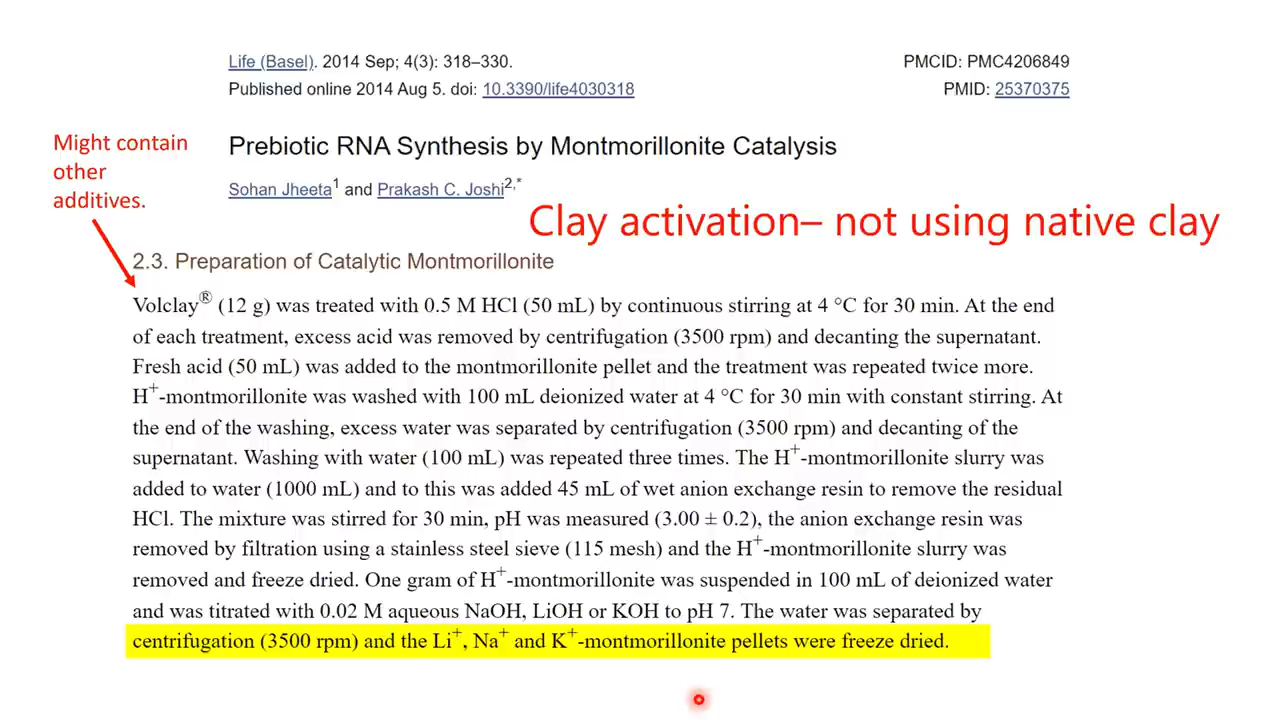 Life (Basel). 2014 Sep; 4(3): 318–330.
PMCID: PMC4206849
Published online 2014 Aug 5. doi: 10.3390/life4030318
PMID: 25370375
Might contain
other
additives.
Prebiotic RNA Synthesis by Montmorillonite Catalysis
Sohan Jheeta1 and Prakash C. Joshi2,*
Clay activation– not using native clay
2.3. Preparation of Catalytic Montmorillonite
Volclay® (12 g) was treated with 0.5 M HCl (50 mL) by continuous stirring at 4 °C for 30 min. At the end
of each treatment, excess acid was removed by centrifugation (3500 rpm) and decanting the supernatant.
Fresh acid (50 mL) was added to the montmorillonite pellet and the treatment was repeated twice more.
H+-montmorillonite was washed with 100 mL deionized water at 4 °C for 30 min with constant stirring. At
the end of the washing, excess water was separated by centrifugation (3500 rpm) and decanting of the
supernatant. Washing with water (100 mL) was repeated three times. The H+-montmorillonite slurry was
added to water (1000 mL) and to this was added 45 mL of wet anion exchange resin to remove the residual
HCl. The mixture was stirred for 30 min, pH was measured (3.00 ± 0.2), the anion exchange resin was
removed by filtration using a stainless steel sieve (115 mesh) and the H+-montmorillonite slurry was
removed and freeze dried. One gram of H+-montmorillonite was suspended in 100 mL of deionized water
and was titrated with 0.02 M aqueous NaOH, LiOH or KOH to pH 7. The water was separated by
centrifugation (3500 rpm) and the Li+, Na+ and K+-montmorillonite pellets were freeze dried.